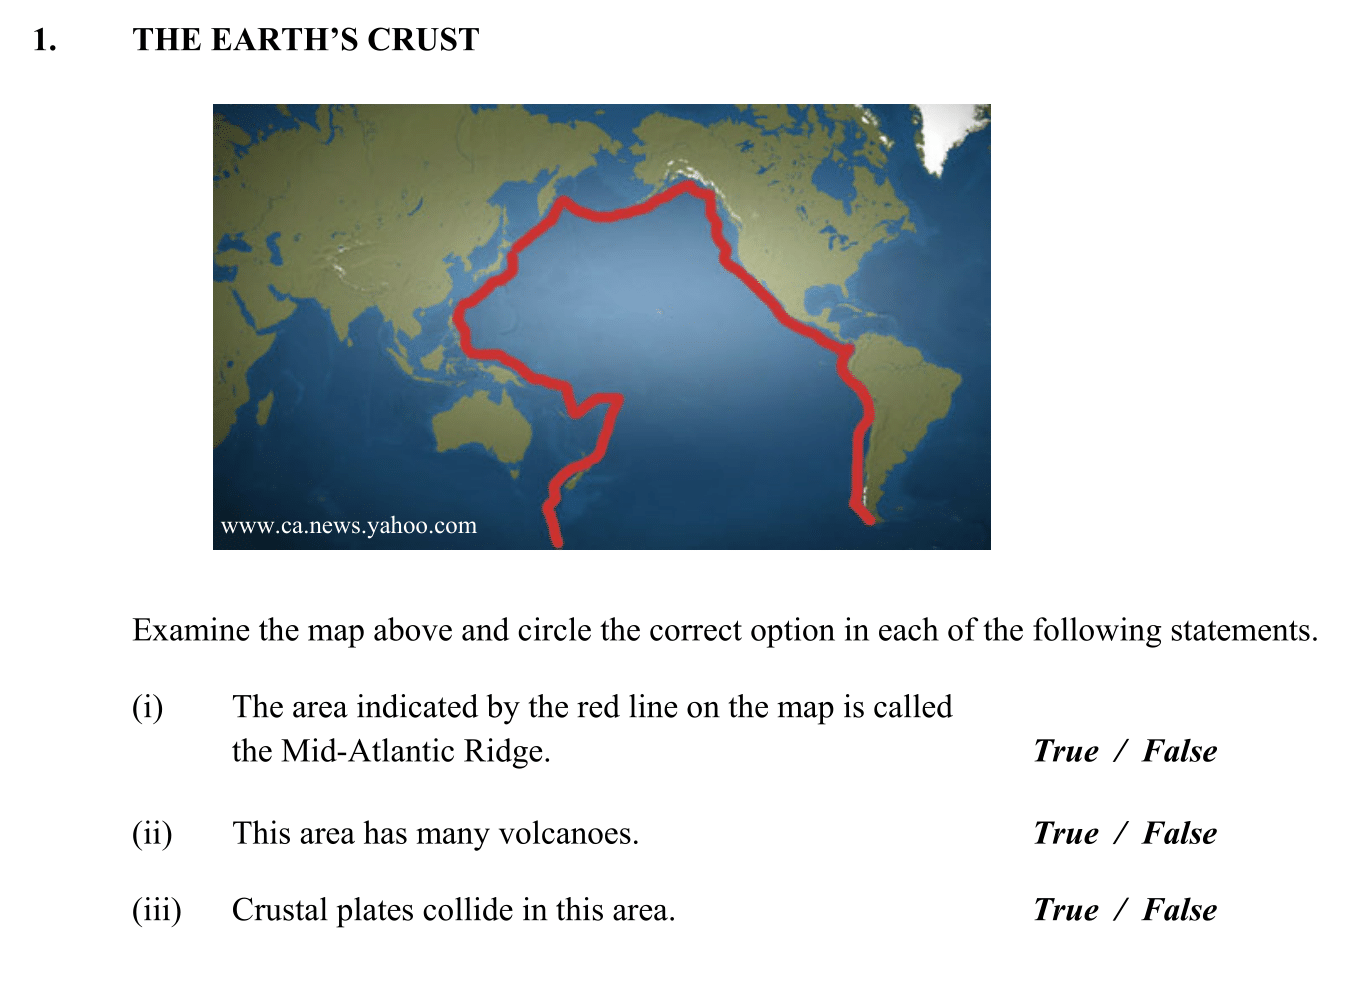 1. THE EARTH’S CRUST
www.ca.news.yahoo.com
Examine the map above and circle the correct option in each of the following statements.
(i) The area indicated by the red line on the map is called
the Mid-Atlantic Ridge. True / False
(ii) This area has many volcanoes. True / False
(iii) Crustal plates collide in this area. True / False